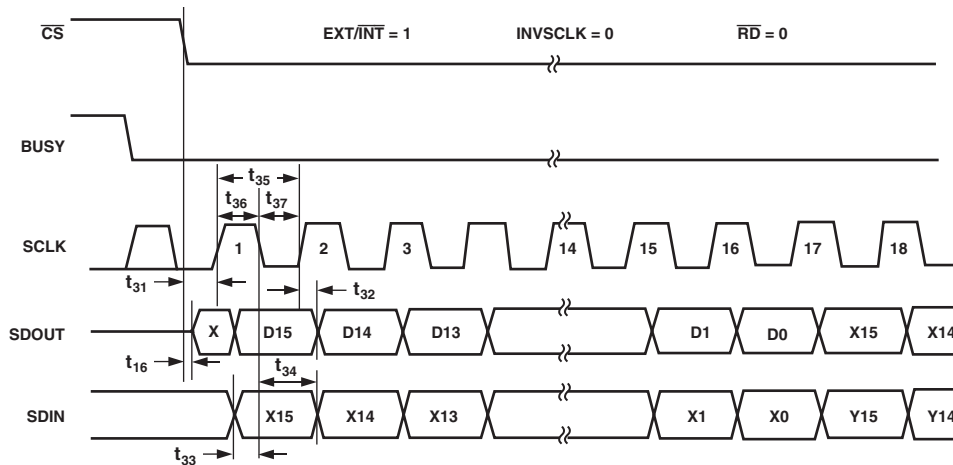 CS EXT/INT = 1 INVSCLK = 0 RD = 0
BUSY
t35
t36 t37
SCLK 1 2 3 14 15 16 17 18
t31 t32
SDOUT X D15 D14 D13 D1 D0 X15 X14
t16 t34
SDIN X15 X14 X13 X1 X0 Y15 Y14
t33